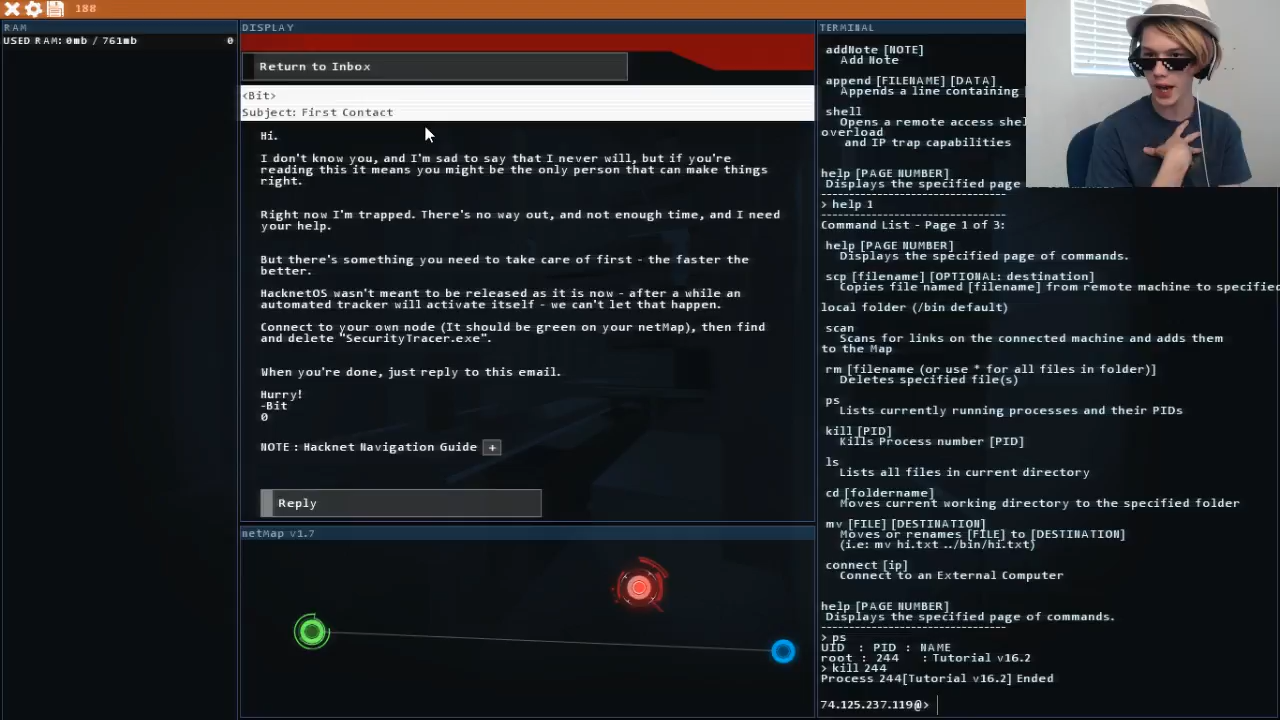 188
RAM
USED RAM: 0mb / 761mb 0
DISPLAY
Return to Inbox
<Bit>
Subject: First Contact
Hi.
I don't know you, and I'm sad to say that I never will, but if you're
reading this it means you might be the only person that can make things
right.
Right now I'm trapped. There's no way out, and not enough time, and I need
your help.
But there's something you need to take care of first - the faster the
better.
HacknetOS wasn't meant to be released as it is now - after a while an
automated tracker will activate itself - we can't let that happen.
Connect to your own node (It should be green on your netMap), then find
and delete "SecurityTracer.exe".
When you're done, just reply to this email.
Hurry!
-Bit
0
NOTE : Hacknet Navigation Guide +
Reply
netMap v1.7
TERMINAL
addNote [NOTE]
Add Note
append [FILENAME] [DATA]
Appends a line containing [
shell
Opens a remote access shel
overload
and IP trap capabilities
help [PAGE NUMBER]
Displays the specified page of comman
---------------------------------
> help 1
---------------------------------
Command List - Page 1 of 3:
help [PAGE NUMBER]
Displays the specified page of commands.
scp [filename] [OPTIONAL: destination]
Copies file named [filename] from remote machine to specified
local folder (/bin default)
scan
Scans for links on the connected machine and adds them
to the Map
rm [filename (or use * for all files in folder)]
Deletes specified file(s)
ps
Lists currently running processes and their PIDs
kill [PID]
Kills Process number [PID]
ls
Lists all files in current directory
cd [foldername]
Moves current working directory to the specified folder
mv [FILE] [DESTINATION]
Moves or renames [FILE] to [DESTINATION]
(i.e: mv hi.txt ../bin/hi.txt)
connect [ip]
Connect to an External Computer
help [PAGE NUMBER]
Displays the specified page of commands.
---------------------------------
> ps
UID : PID : NAME
root : 244 : Tutorial v16.2
> kill 244
Process 244[Tutorial v16.2] Ended
74.125.237.119@>